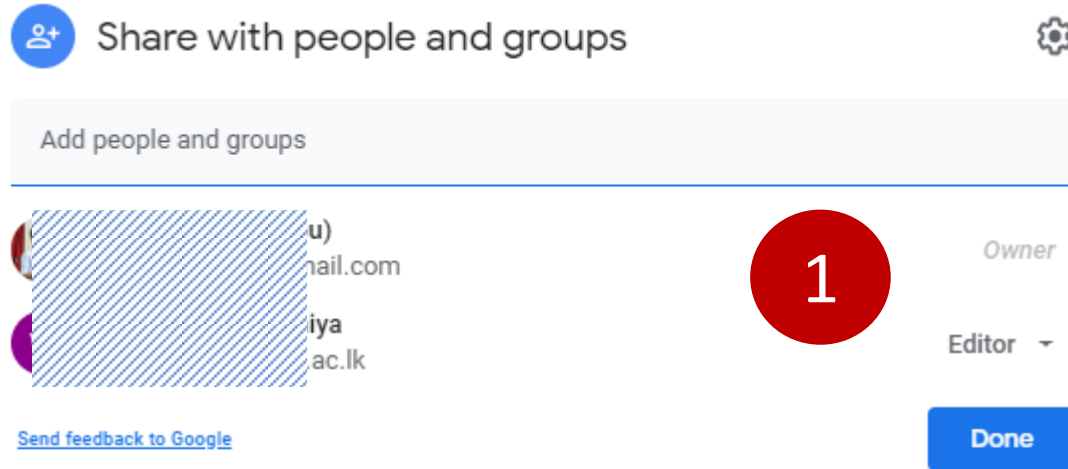 Share with people and groups
Add people and groups
u)
ail.com
1
Owner
iya
.ac.lk
Editor
Send feedback to Google
Done